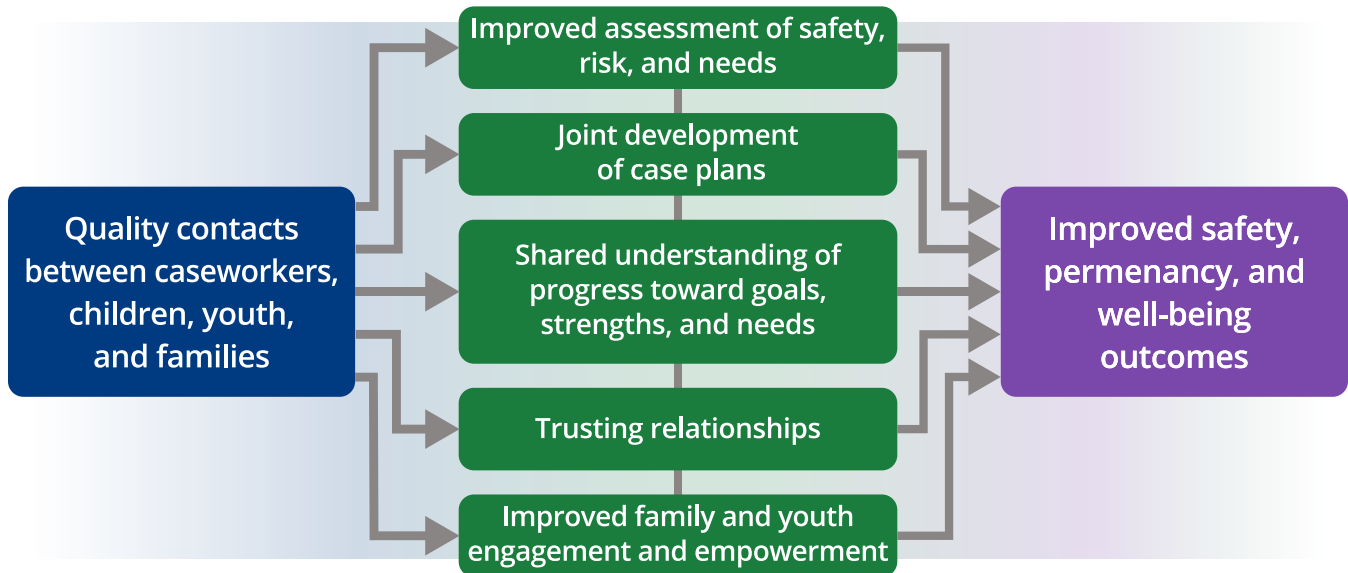 Quality contacts
between caseworkers,
children, youth,
and families
Improved assessment of safety,
risk, and needs
Joint development
of case plans
Shared understanding of
progress toward goals,
strengths, and needs
Trusting relationships
Improved family and youth
engagement and empowerment
Improved safety,
permenancy, and
well-being
outcomes